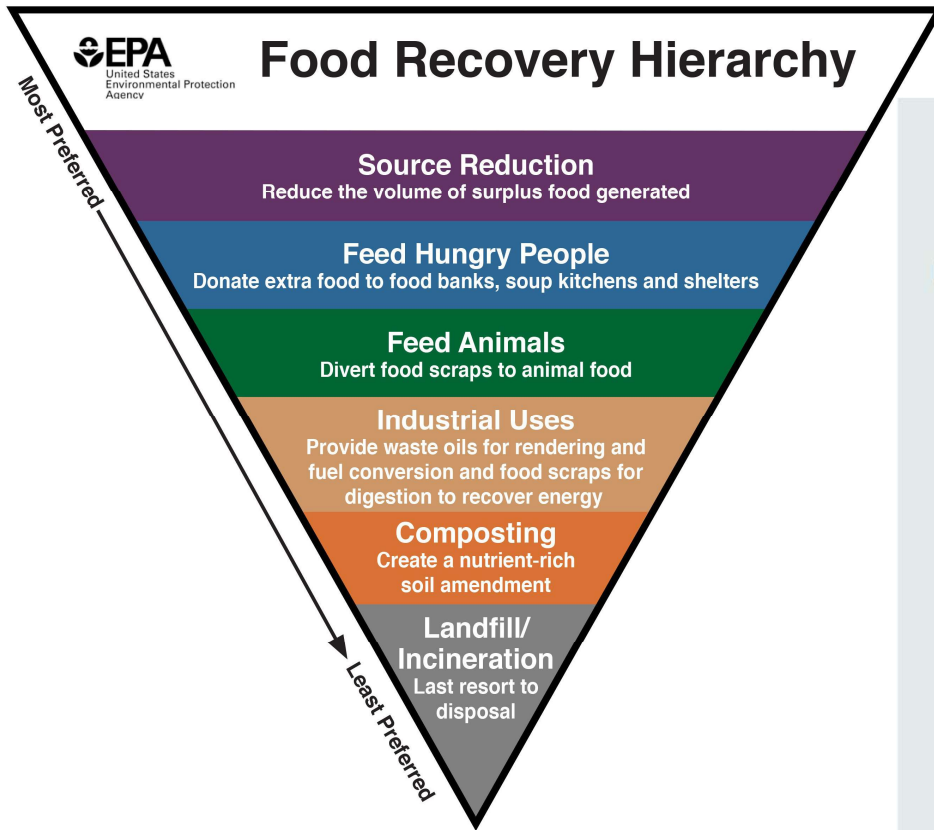 EPA
United States
Environmental Protection
Agency
Food Recovery Hierarchy
Most Preferred
Source Reduction
Reduce the volume of surplus food generated
Feed Hungry People
Donate extra food to food banks, soup kitchens and shelters
Feed Animals
Divert food scraps to animal food
Industrial Uses
Provide waste oils for rendering and
fuel conversion and food scraps for
digestion to recover energy
Composting
Create a nutrient-rich
soil amendment
Landfill/
Incineration
Last resort to
disposal
Least Preferred